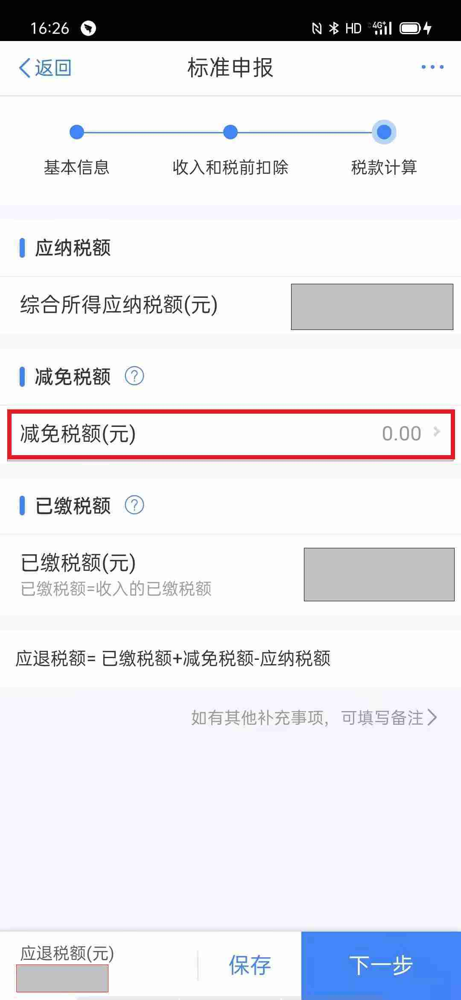 16:26 HD 4G+
返回 标准申报
基本信息 收入和税前扣除 税款计算
应纳税额
综合所得应纳税额(元)
减免税额 ?
减免税额(元) 0.00
已缴税额 ?
已缴税额(元)
已缴税额=收入的已缴税额
应退税额= 已缴税额+减免税额-应纳税额
如有其他补充事项，可填写备注
应退税额(元)
保存 下一步